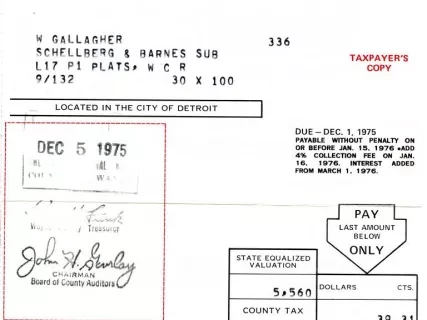 W GALLAGHER 336
SCHELLBERG & BARNES SUB
L17 P1 PLATS, W C R
9/132 30 X 100
TAXPAYER'S
COPY
LOCATED IN THE CITY OF DETROIT
DUE — DEC. 1, 1975
PAYABLE WITHOUT PENALTY ON
OR BEFORE JAN. 15, 1976 • ADD
4% COLLECTION FEE ON JAN.
16, 1976. INTEREST ADDED
FROM MARCH 1, 1976.
DEC 5 1975
Treasurer
John H.
CHAIRMAN
Board of County Auditors
PAY
LAST AMOUNT
BELOW
ONLY
STATE EQUALIZED
VALUATION
5,560 DOLLARS CTS.
COUNTY TAX 39 31